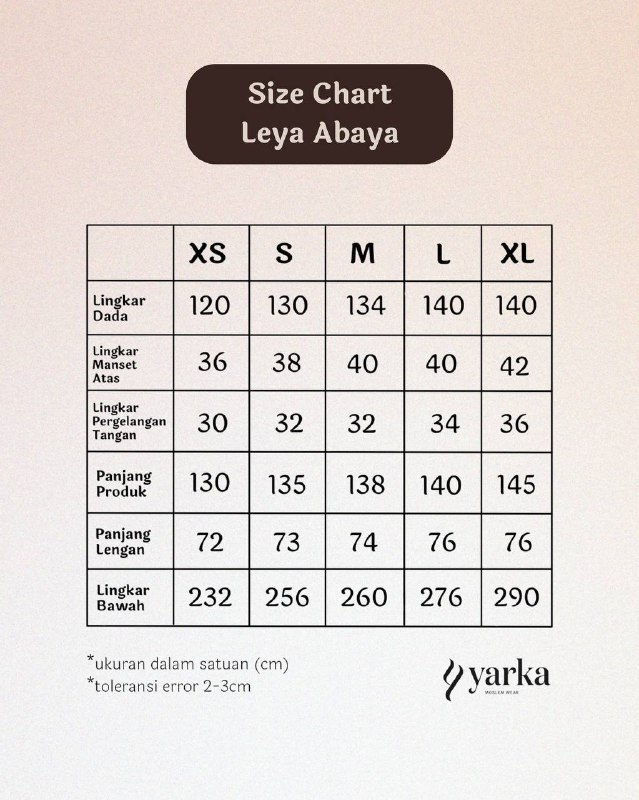 Size Chart
Leya Abaya
XS S M L XL
Lingkar
Dada
120 130 134 140 140
Lingkar
Manset
Atas
36 38 40 40 42
Lingkar
Pergelangan
Tangan
30 32 32 34 36
Panjang
Produk
130 135 138 140 145
Panjang
Lengan
72 73 74 76 76
Lingkar
Bawah
232 256 260 276 290
*ukuran dalam satuan (cm)
*toleransi error 2-3cm
yarka
MOSLEM WEAR